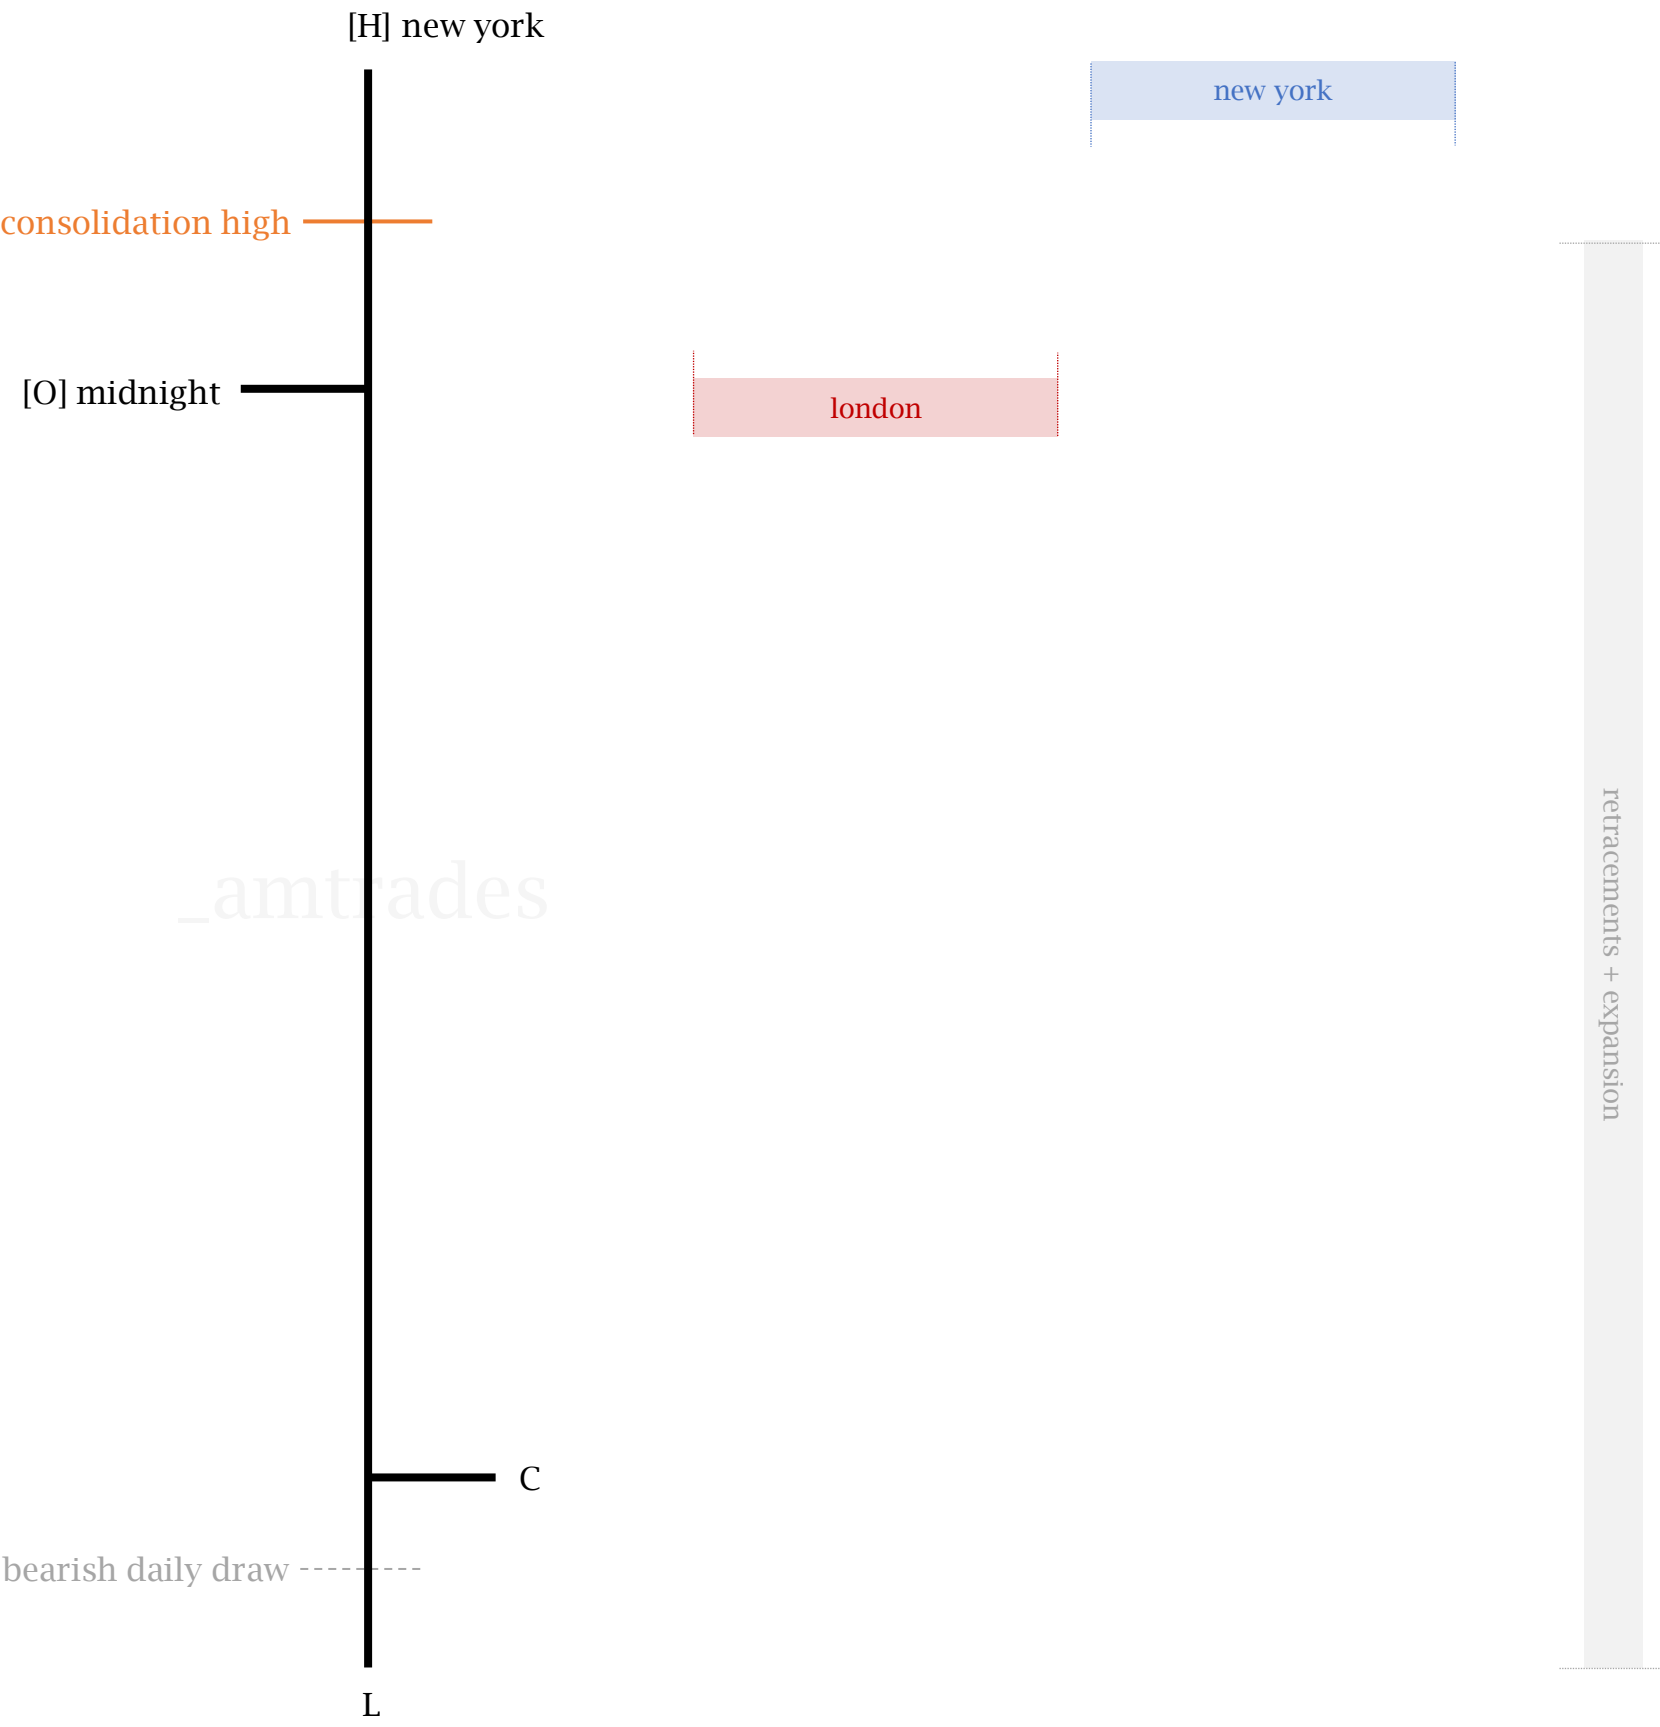 [H] new york
new york
consolidation high
[O] midnight
london
_amtrades
retracements + expansion
C
bearish daily draw
L